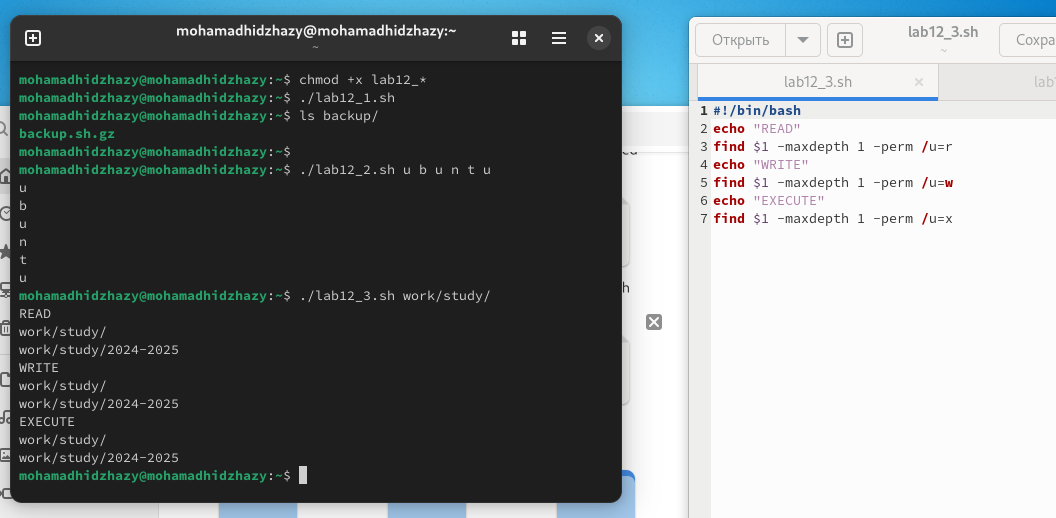 mohamadhidzhazy@mohamadhidzhazy:~
~
mohamadhidzhazy@mohamadhidzhazy:~$ chmod +x lab12_*
mohamadhidzhazy@mohamadhidzhazy:~$ ./lab12_1.sh
mohamadhidzhazy@mohamadhidzhazy:~$ ls backup/
backup.sh.gz
mohamadhidzhazy@mohamadhidzhazy:~$
mohamadhidzhazy@mohamadhidzhazy:~$ ./lab12_2.sh u b u n t u
u
b
u
n
t
u
mohamadhidzhazy@mohamadhidzhazy:~$ ./lab12_3.sh work/study/
READ
work/study/
work/study/2024-2025
WRITE
work/study/
work/study/2024-2025
EXECUTE
work/study/
work/study/2024-2025
mohamadhidzhazy@mohamadhidzhazy:~$
Открыть
lab12_3.sh
~
Сохра
lab12_3.sh
lab1
1 #!/bin/bash
2 echo "READ"
3 find $1 -maxdepth 1 -perm /u=r
4 echo "WRITE"
5 find $1 -maxdepth 1 -perm /u=w
6 echo "EXECUTE"
7 find $1 -maxdepth 1 -perm /u=x